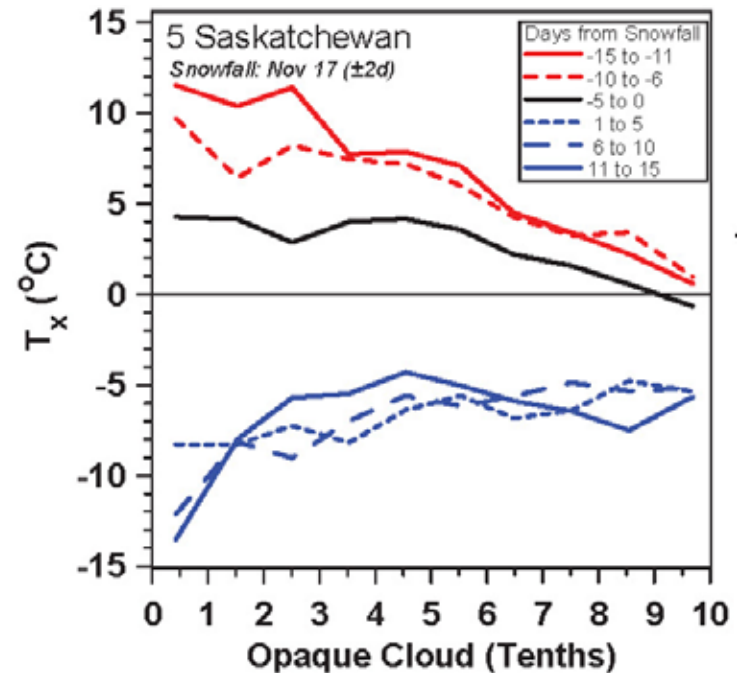 5 Saskatchewan
Snowfall: Nov 17 (±2d)
Days from Snowfall
-15 to -11
-10 to -6
-5 to 0
1 to 5
6 to 10
11 to 15
Tx (°C)
15
10
5
0
-5
-10
-15
0 1 2 3 4 5 6 7 8 9 10
Opaque Cloud (Tenths)